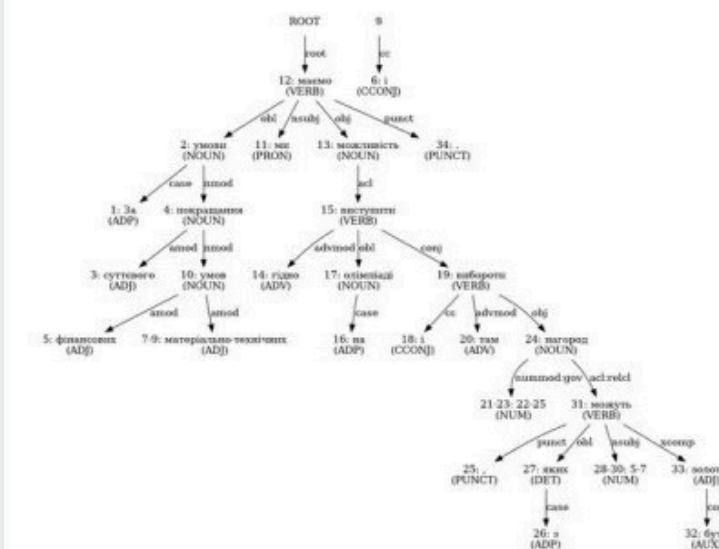 ROOT 9
root cc
12: маємо 6: і
(VERB) (CCONJ)
obl nsubj obj punct
2: умови 11: ми 13: можливість 34: .
(NOUN) (PRON) (NOUN) (PUNCT)
case nmod acl
1: За 4: покращання 15: виступити
(ADP) (NOUN) (VERB)
amod nmod advmod obl conj
3: суттєвого 10: умов 14: гідно 17: олімпіаді 19: вибороти
(ADJ) (NOUN) (ADV) (NOUN) (VERB)
amod amod case cc advmod obj
5: фінансових 7-9: матеріально-технічних 16: на 18: і 20: там 24: нагород
(ADJ) (ADJ) (ADP) (CCONJ) (ADV) (NOUN)
nummod:gov acl:relcl
21-23: 22-25 31: можуть
(NUM) (VERB)
punct obl nsubj xcomp
25: , 27: яких 28-30: 5-7 33:
(PUNCT) (DET) (NUM) (ADJ)
case
26: з 32:
(ADP) (AUX)